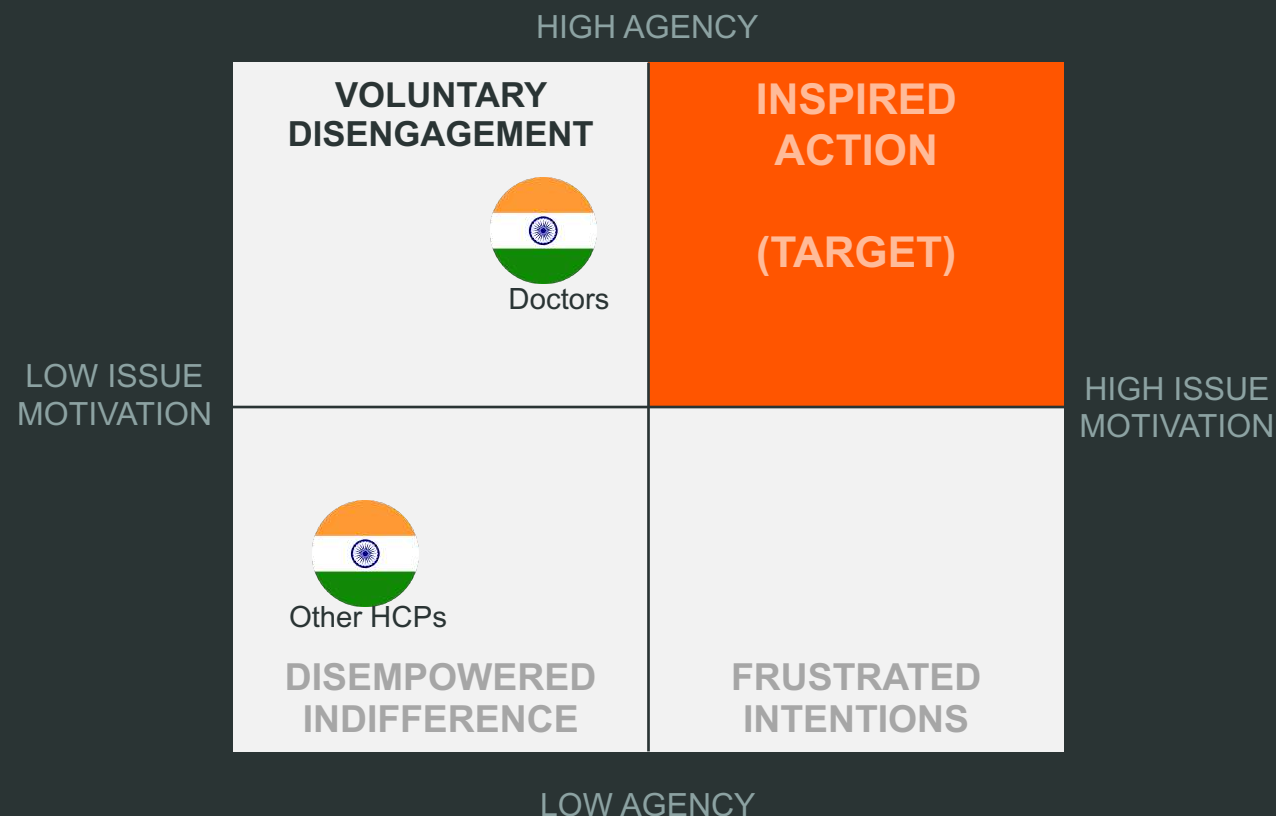 HIGH AGENCY
VOLUNTARY
DISENGAGEMENT
INSPIRED
ACTION
(TARGET)
Doctors
LOW ISSUE
MOTIVATION
HIGH ISSUE
MOTIVATION
Other HCPs
DISEMPOWERED
INDIFFERENCE
FRUSTRATED
INTENTIONS
LOW AGENCY